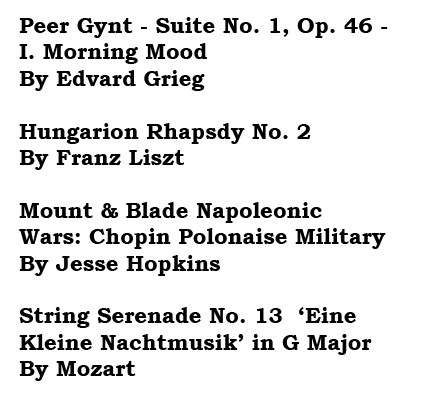 Peer Gynt - Suite No. 1, Op. 46 -
I. Morning Mood
By Edvard Grieg
Hungarion Rhapsdy No. 2
By Franz Liszt
Mount & Blade Napoleonic
Wars: Chopin Polonaise Military
By Jesse Hopkins
String Serenade No. 13  ‘Eine
Kleine Nachtmusik’ in G Major
By Mozart